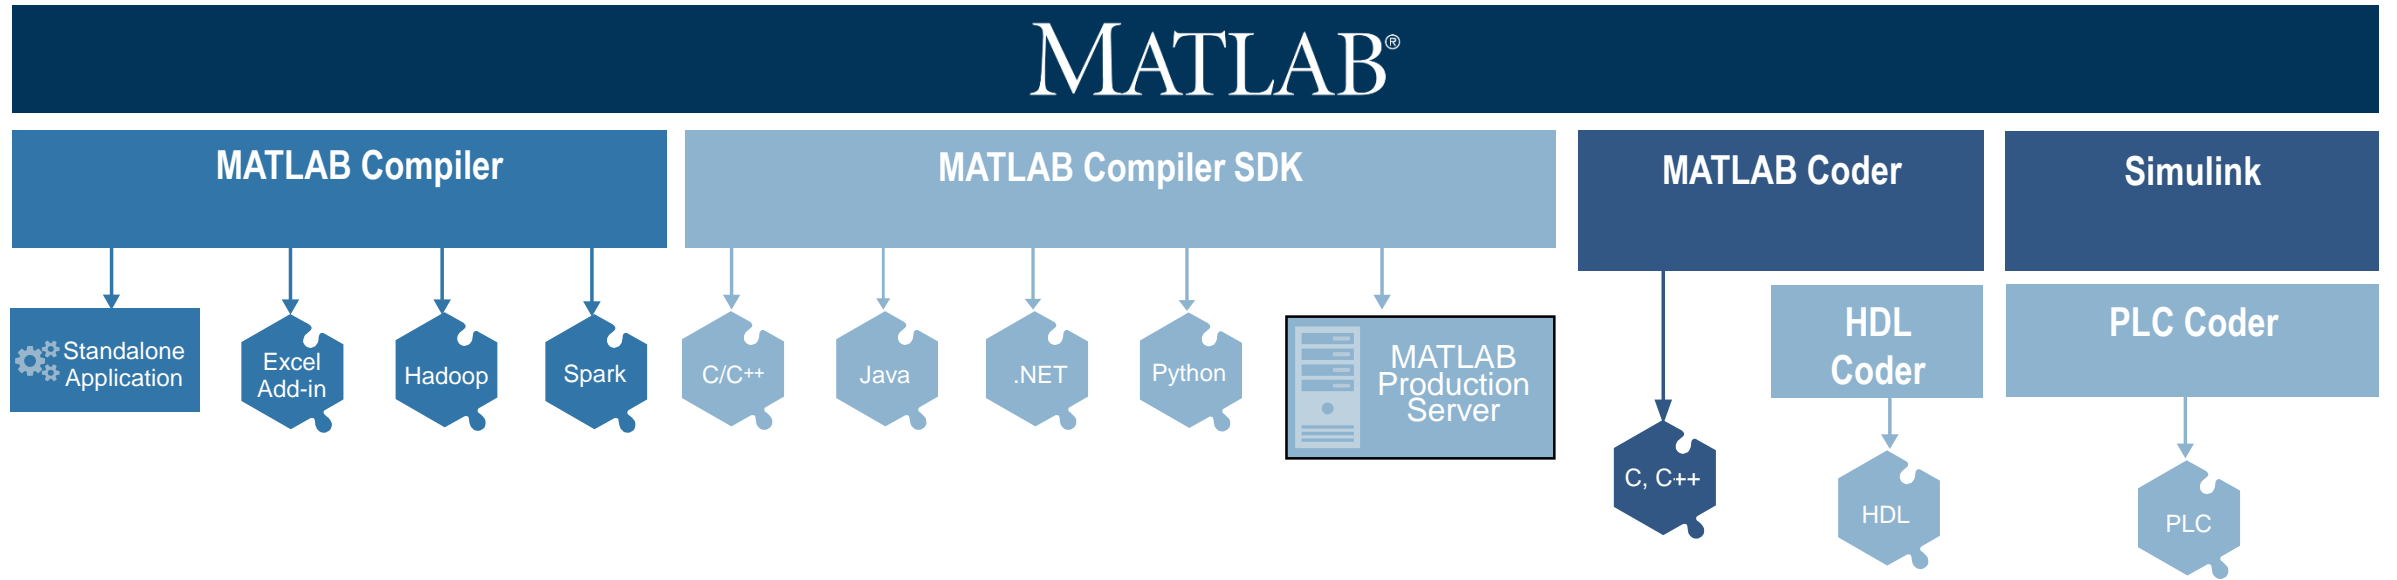 MATLAB®
MATLAB Compiler
MATLAB Compiler SDK
MATLAB Coder
Simulink
Standalone
Application
Excel
Add-in
Hadoop
Spark
C/C++
Java
.NET
Python
MATLAB
Production
Server
HDL
Coder
PLC Coder
C, C++
HDL
PLC